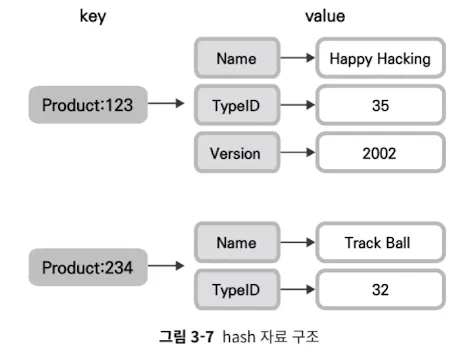 key
value
Product:123
Name
Happy Hacking
TypeID
35
Version
2002
Product:234
Name
Track Ball
TypeID
32
그림 3-7 hash 자료 구조